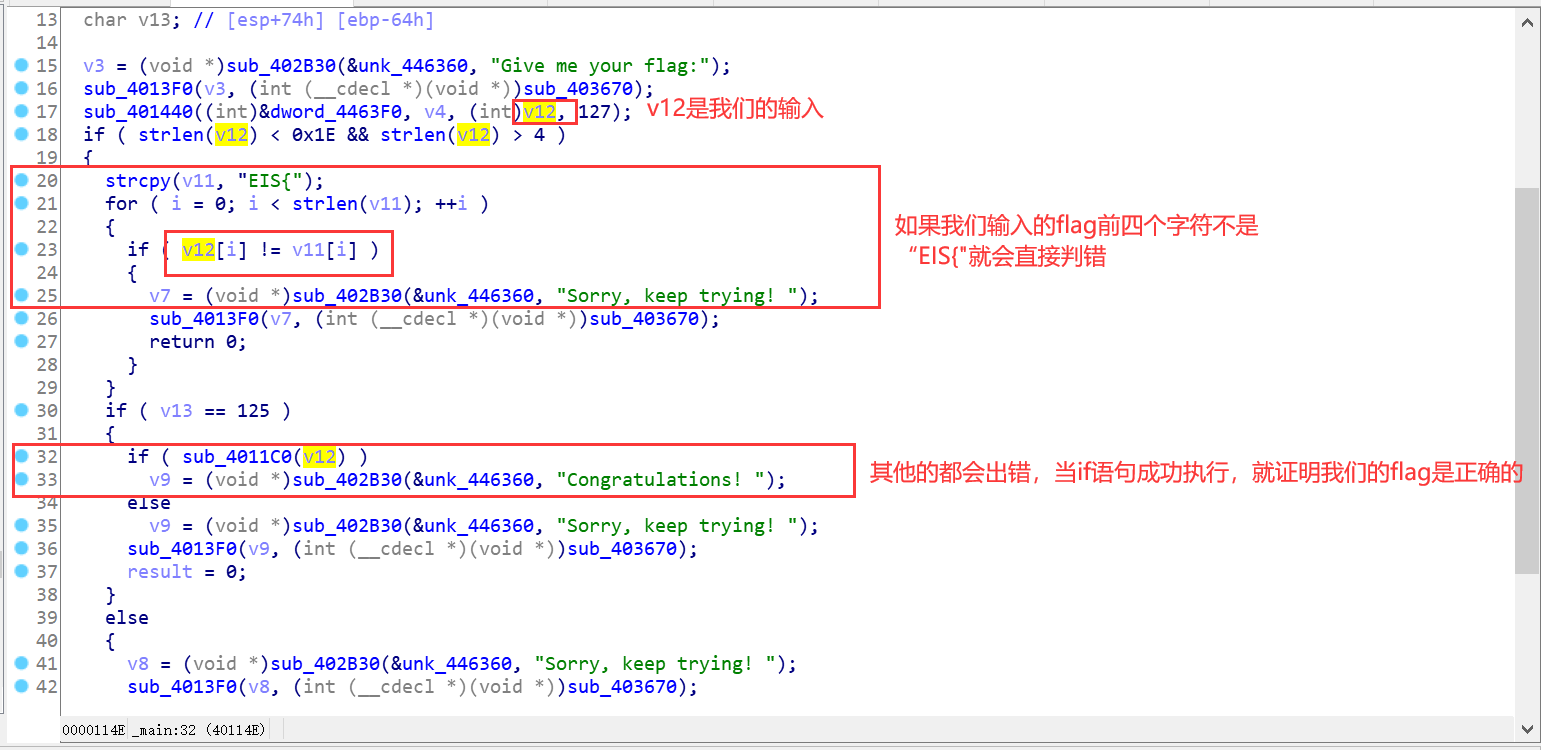 13 char v13; // [esp+74h] [ebp-64h]
14
15 v3 = (void *)sub_402B30(&unk_446360, "Give me your flag:");
16 sub_4013F0(v3, (int (__cdecl *)(void *))sub_403670);
17 sub_401440((int)&dword_4463F0, v4, (int)v12, 127); v12是我们的输入
18 if ( strlen(v12) < 0x1E && strlen(v12) > 4 )
19 {
20 strcpy(v11, "EIS{");
21 for ( i = 0; i < strlen(v11); ++i )
22 {
如果我们输入的flag前四个字符不是
23 if ( v12[i] != v11[i] )
“EIS{"就会直接判错
24 {
25 v7 = (void *)sub_402B30(&unk_446360, "Sorry, keep trying! ");
26 sub_4013F0(v7, (int (__cdecl *)(void *))sub_403670);
27 return 0;
28 }
29 }
30 if ( v13 == 125 )
31 {
32 if ( sub_4011C0(v12) )
其他的都会出错，当if语句成功执行，就证明我们的flag是正确的
33 v9 = (void *)sub_402B30(&unk_446360, "Congratulations! ");
34 else
35 v9 = (void *)sub_402B30(&unk_446360, "Sorry, keep trying! ");
36 sub_4013F0(v9, (int (__cdecl *)(void *))sub_403670);
37 result = 0;
38 }
39 else
40 {
41 v8 = (void *)sub_402B30(&unk_446360, "Sorry, keep trying! ");
42 sub_4013F0(v8, (int (__cdecl *)(void *))sub_403670);
0000114E _main:32 (40114E)